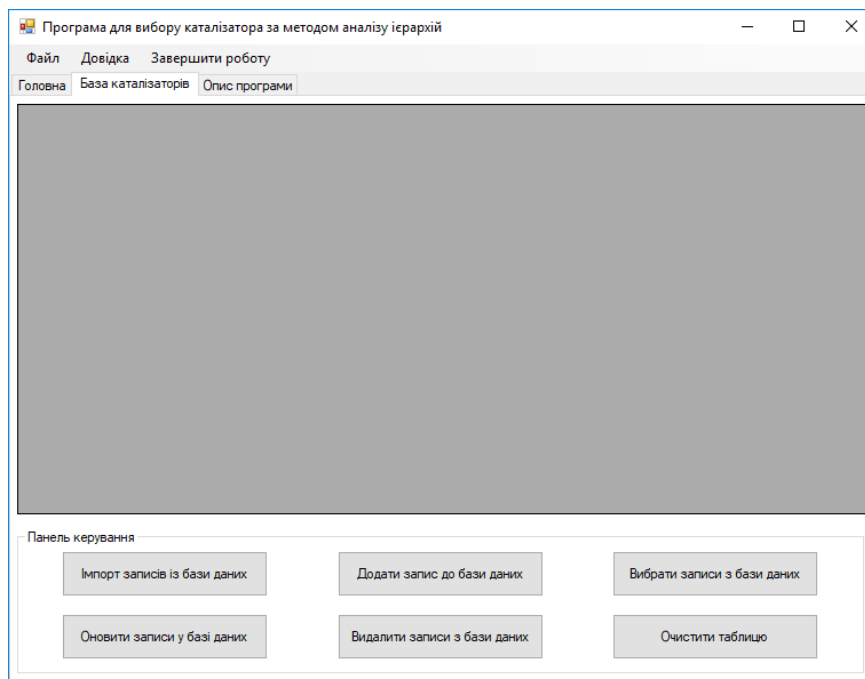 Програма для вибору каталізатора за методом аналізу ієрархій
Файл Довідка Завершити роботу
Головна База каталізаторів Опис програми
Панель керування
Імпорт записів із бази даних Додати запис до бази даних Вибрати записи з бази даних
Оновити записи у базі даних Видалити записи з бази даних Очистити таблицю